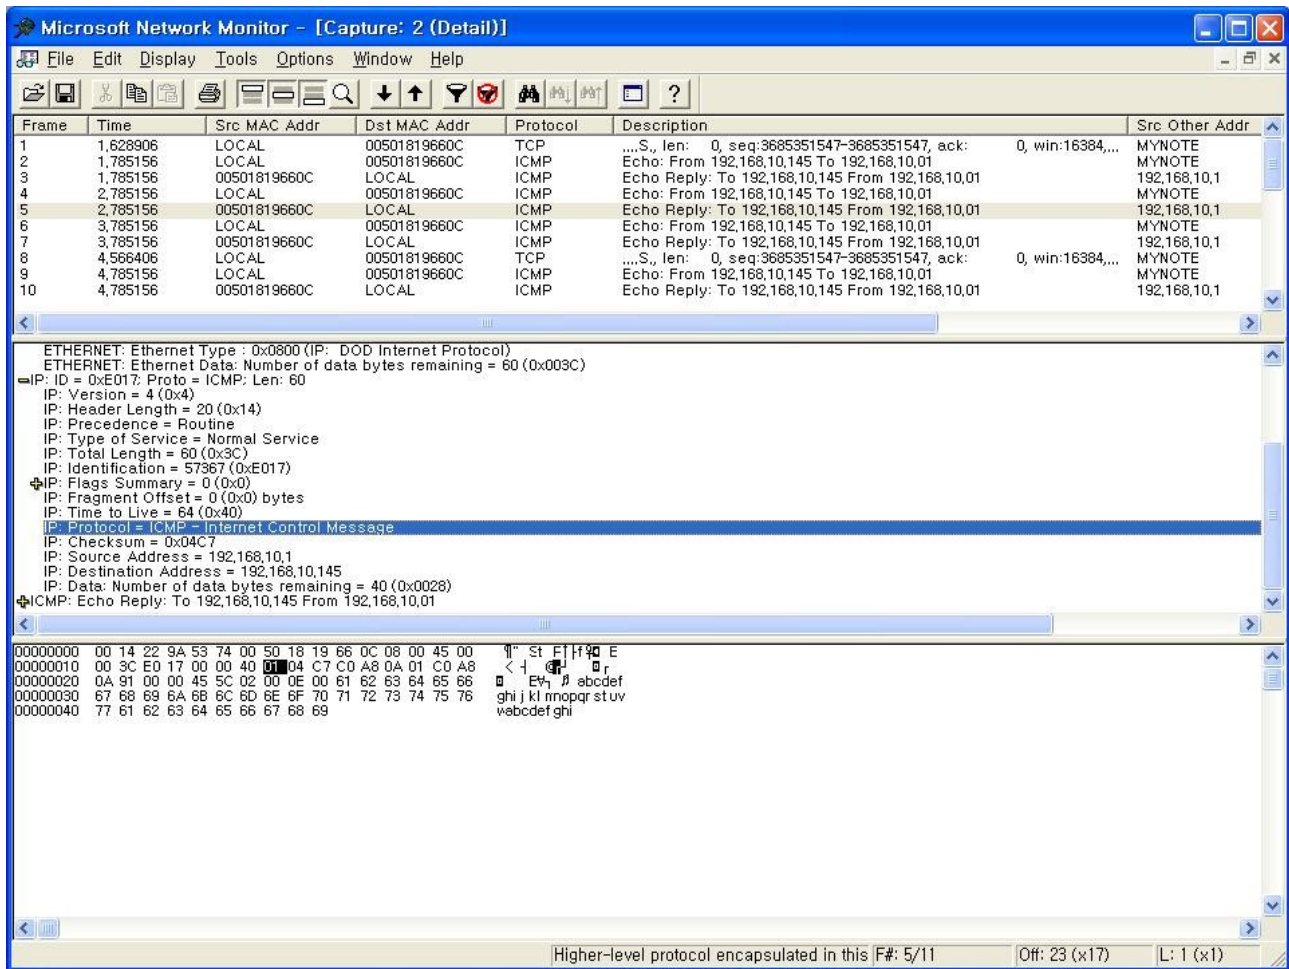 Microsoft Network Monitor - [Capture: 2 (Detail)]
File Edit Display Tools Options Window Help
Frame Time Src MAC Addr Dst MAC Addr Protocol Description Src Other Addr
1 1,628906 LOCAL 00501819660C TCP ....S., len: 0, seq:3685351547-3685351547, ack: 0, win:16384,... MYNOTE
2 1,785156 LOCAL 00501819660C ICMP Echo: From 192,168,10,145 To 192,168,10,01 MYNOTE
3 1,785156 00501819660C LOCAL ICMP Echo Reply: To 192,168,10,145 From 192,168,10,01 192,168,10,1
4 2,785156 LOCAL 00501819660C ICMP Echo: From 192,168,10,145 To 192,168,10,01 MYNOTE
5 2,785156 00501819660C LOCAL ICMP Echo Reply: To 192,168,10,145 From 192,168,10,01 192,168,10,1
6 3,785156 LOCAL 00501819660C ICMP Echo: From 192,168,10,145 To 192,168,10,01 MYNOTE
7 3,785156 00501819660C LOCAL ICMP Echo Reply: To 192,168,10,145 From 192,168,10,01 192,168,10,1
8 4,566406 LOCAL 00501819660C TCP ....S., len: 0, seq:3685351547-3685351547, ack: 0, win:16384,... MYNOTE
9 4,785156 LOCAL 00501819660C ICMP Echo: From 192,168,10,145 To 192,168,10,01 MYNOTE
10 4,785156 00501819660C LOCAL ICMP Echo Reply: To 192,168,10,145 From 192,168,10,01 192,168,10,1
ETHERNET: Ethernet Type : 0x0800 (IP: DOD Internet Protocol)
ETHERNET: Ethernet Data: Number of data bytes remaining = 60 (0x003C)
IP: ID = 0xE017; Proto = ICMP; Len: 60
IP: Version = 4 (0x4)
IP: Header Length = 20 (0x14)
IP: Precedence = Routine
IP: Type of Service = Normal Service
IP: Total Length = 60 (0x3C)
IP: Identification = 57367 (0xE017)
IP: Flags Summary = 0 (0x0)
IP: Fragment Offset = 0 (0x0) bytes
IP: Time to Live = 64 (0x40)
IP: Protocol = ICMP - Internet Control Message
IP: Checksum = 0x04C7
IP: Source Address = 192,168,10,1
IP: Destination Address = 192,168,10,145
IP: Data: Number of data bytes remaining = 40 (0x0028)
ICMP: Echo Reply: To 192,168,10,145 From 192,168,10,01
00000000 00 14 22 9A 53 74 00 50 18 19 66 0C 08 00 45 00
00000010 00 3C E0 17 00 00 40 01 04 C7 C0 A8 0A 01 C0 A8
00000020 0A 91 00 00 45 5C 02 00 0E 00 61 62 63 64 65 66 abcdef
00000030 67 68 69 6A 6B 6C 6D 6E 6F 70 71 72 73 74 75 76 ghijklmnopqrstuv
00000040 77 61 62 63 64 65 66 67 68 69 wabcdefghi
Higher-level protocol encapsulated in this F#: 5/11 Off: 23 (x17) L: 1 (x1)